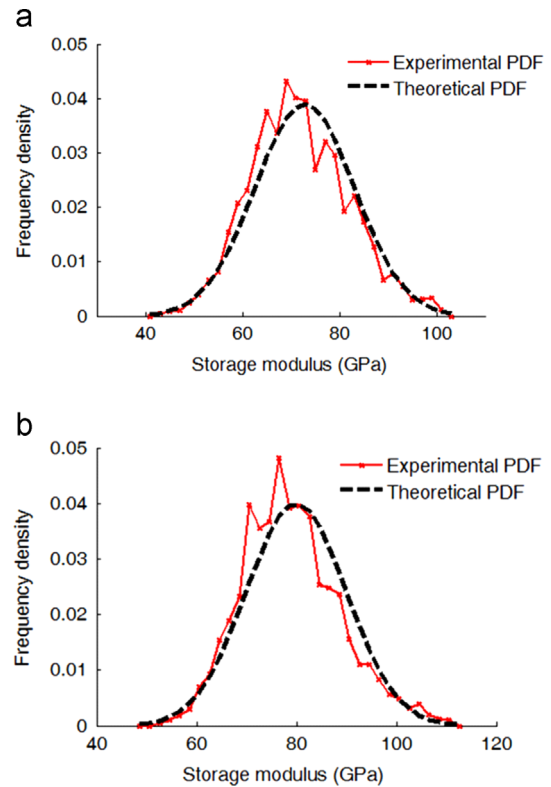 a
0.05
0.04
0.03
0.02
0.01
0
Frequency density
Experimental PDF
Theoretical PDF
40 60 80 100
Storage modulus (GPa)
b
0.05
0.04
0.03
0.02
0.01
0
Frequency density
Experimental PDF
Theoretical PDF
40 60 80 100 120
Storage modulus (GPa)